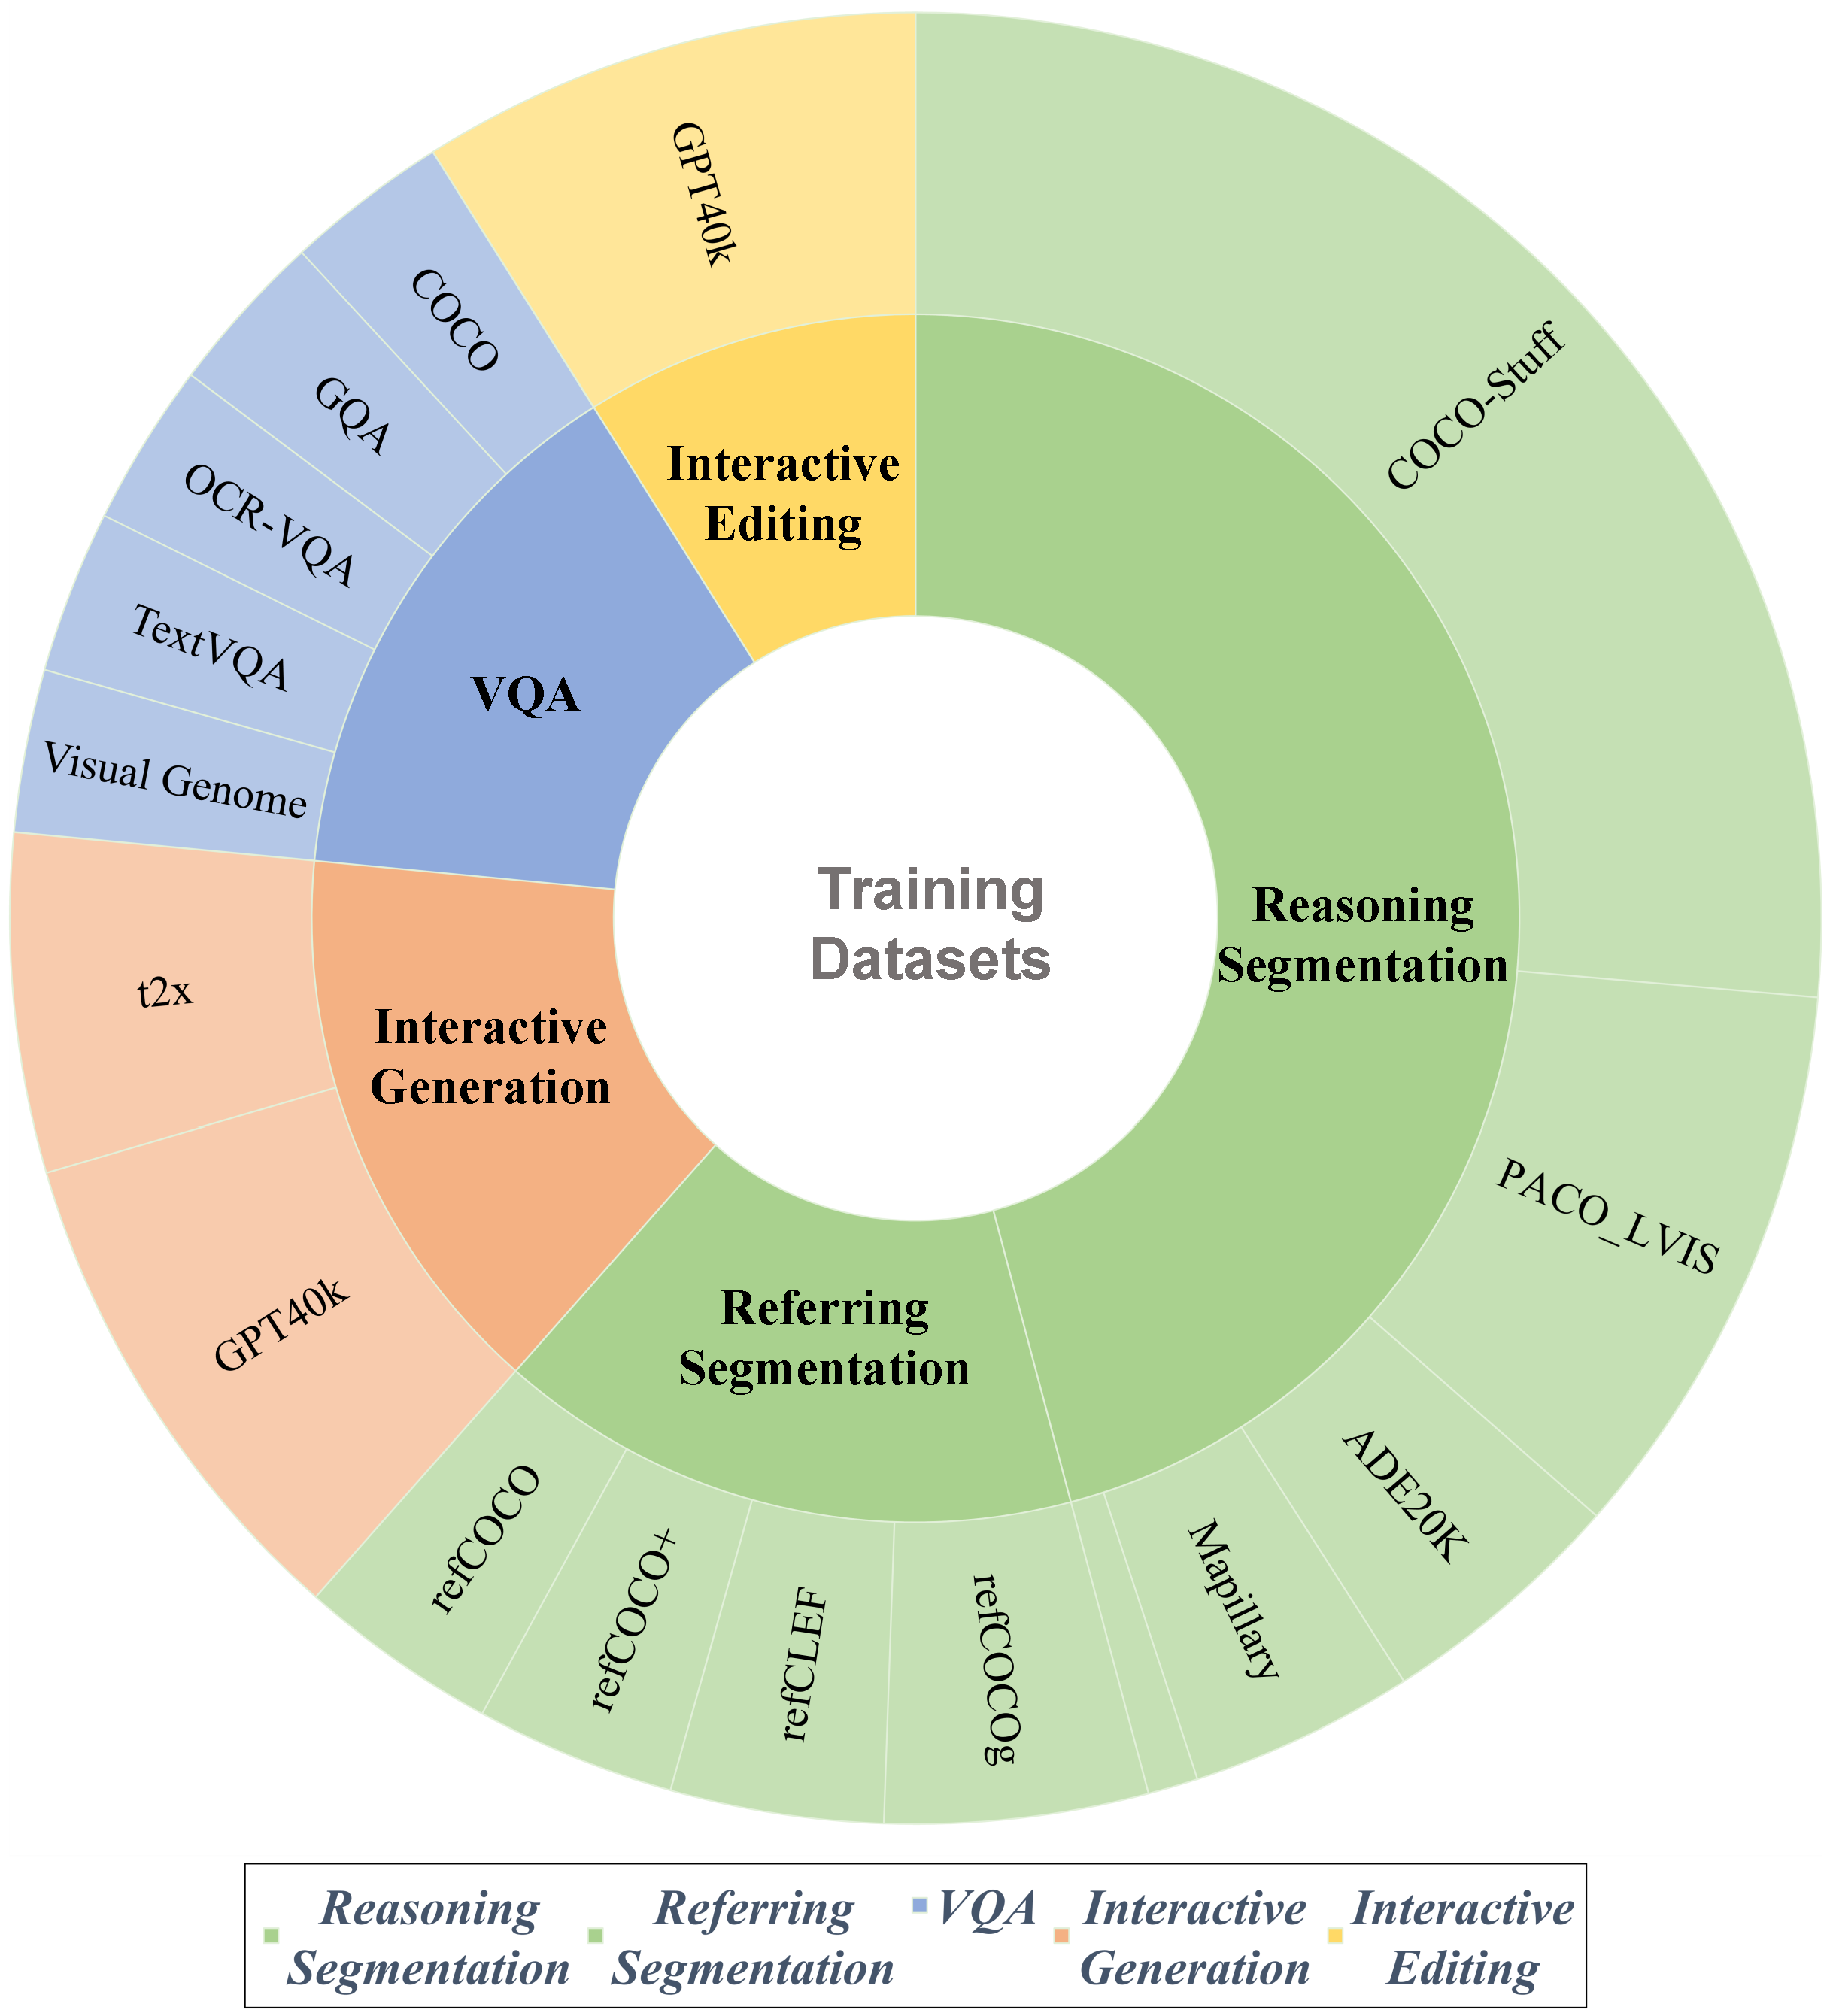 GPT40k
COCO-Stuff
COCO
GQA
OCR-VQA
TextVQA
Visual Genome
Interactive
Editing
VQA
Training
Datasets
Reasoning
Segmentation
t2x
Interactive
Generation
PACO_LVIS
GPT40k
Referring
Segmentation
ADE20K
refCOCO
refCOCO+
refCLEF
refCOCOg
Mapillary
Reasoning
Segmentation
Referring
Segmentation
VQA
Interactive
Generation
Interactive
Editing